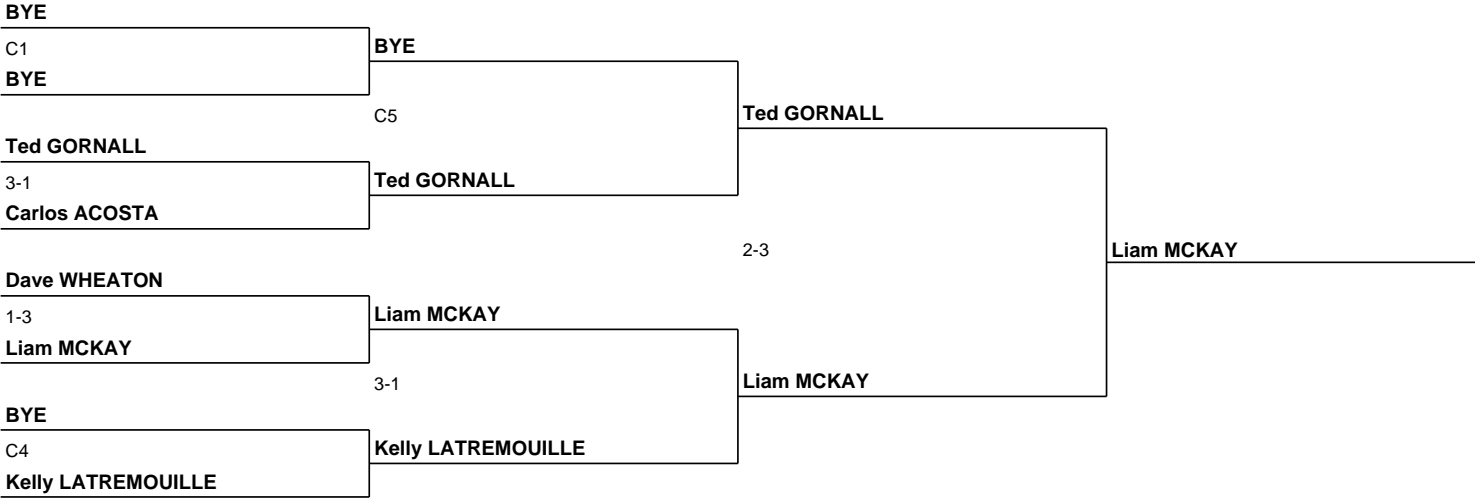 BYE
C1
BYE
BYE
C5
Ted GORNALL
Ted GORNALL
3-1
Ted GORNALL
Carlos ACOSTA
2-3
Liam MCKAY
Dave WHEATON
1-3
Liam MCKAY
Liam MCKAY
3-1
Liam MCKAY
BYE
C4
Kelly LATREMOUILLE
Kelly LATREMOUILLE